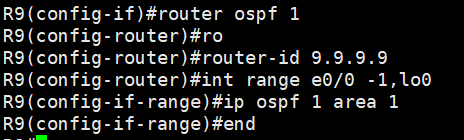 R9(config-if)#router ospf 1
R9(config-router)#ro
R9(config-router)#router-id 9.9.9.9
R9(config-router)#int range e0/0 -1,lo0
R9(config-if-range)#ip ospf 1 area 1
R9(config-if-range)#end